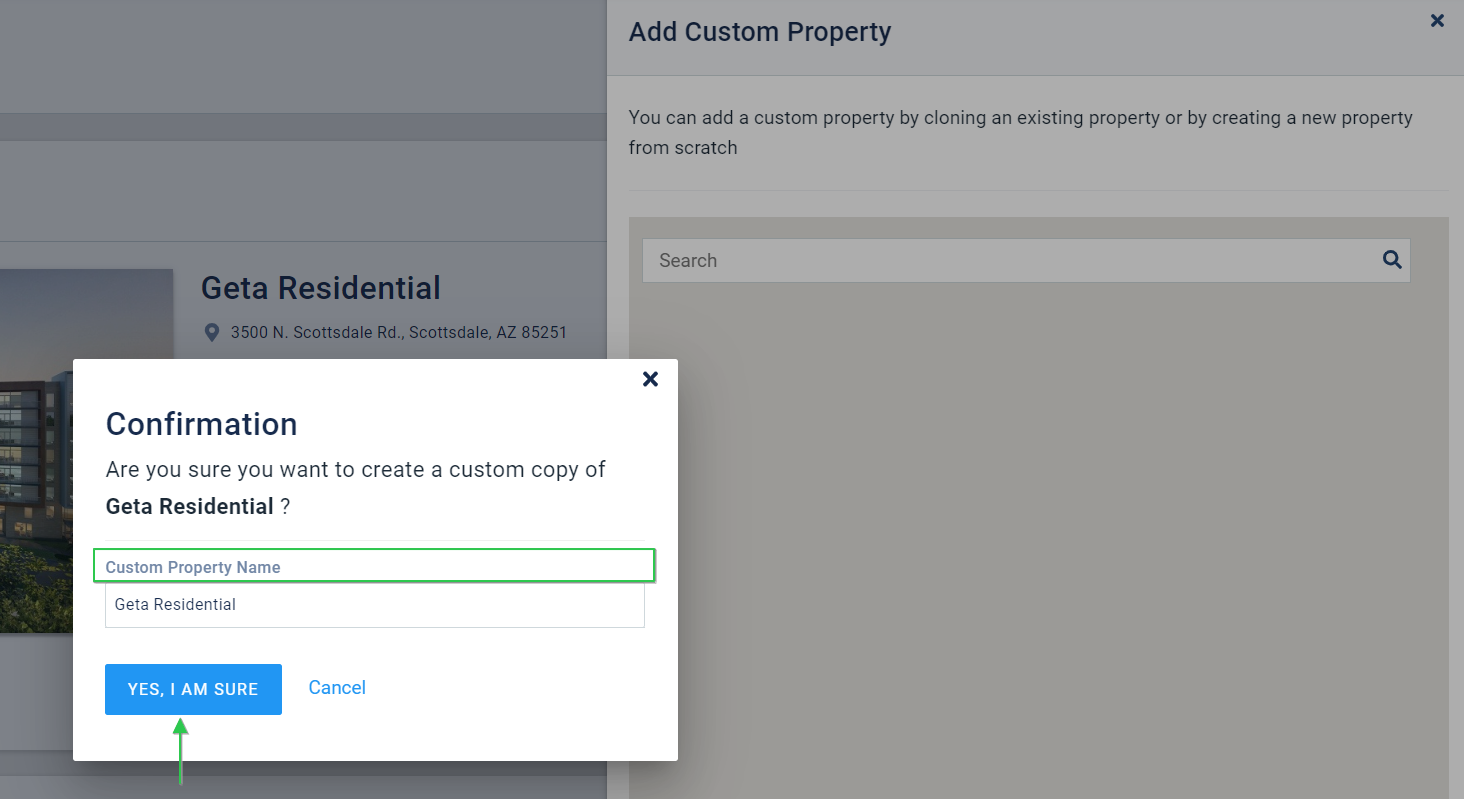 Add Custom Property
You can add a custom property by cloning an existing property or by creating a new property
from scratch
Search
Geta Residential
3500 N. Scottsdale Rd., Scottsdale, AZ 85251
Confirmation
Are you sure you want to create a custom copy of
Geta Residential ?
Custom Property Name
Geta Residential
YES, I AM SURE
Cancel